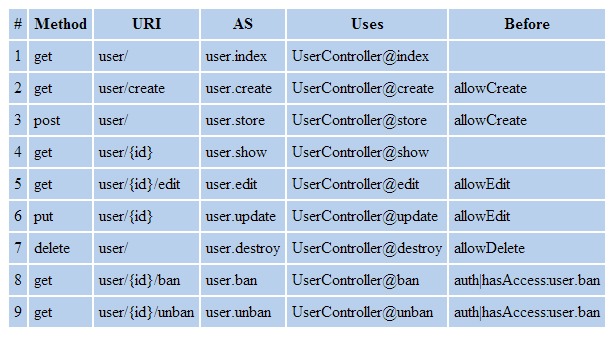 # Method URI AS Uses Before
1 get user/ user.index UserController@index
2 get user/create user.create UserController@create allowCreate
3 post user/ user.store UserController@store allowCreate
4 get user/{id} user.show UserController@show
5 get user/{id}/edit user.edit UserController@edit allowEdit
6 put user/{id} user.update UserController@update allowEdit
7 delete user/ user.destroy UserController@destroy allowDelete
8 get user/{id}/ban user.ban UserController@ban auth|hasAccess:user.ban
9 get user/{id}/unban user.unban UserController@unban auth|hasAccess:user.ban